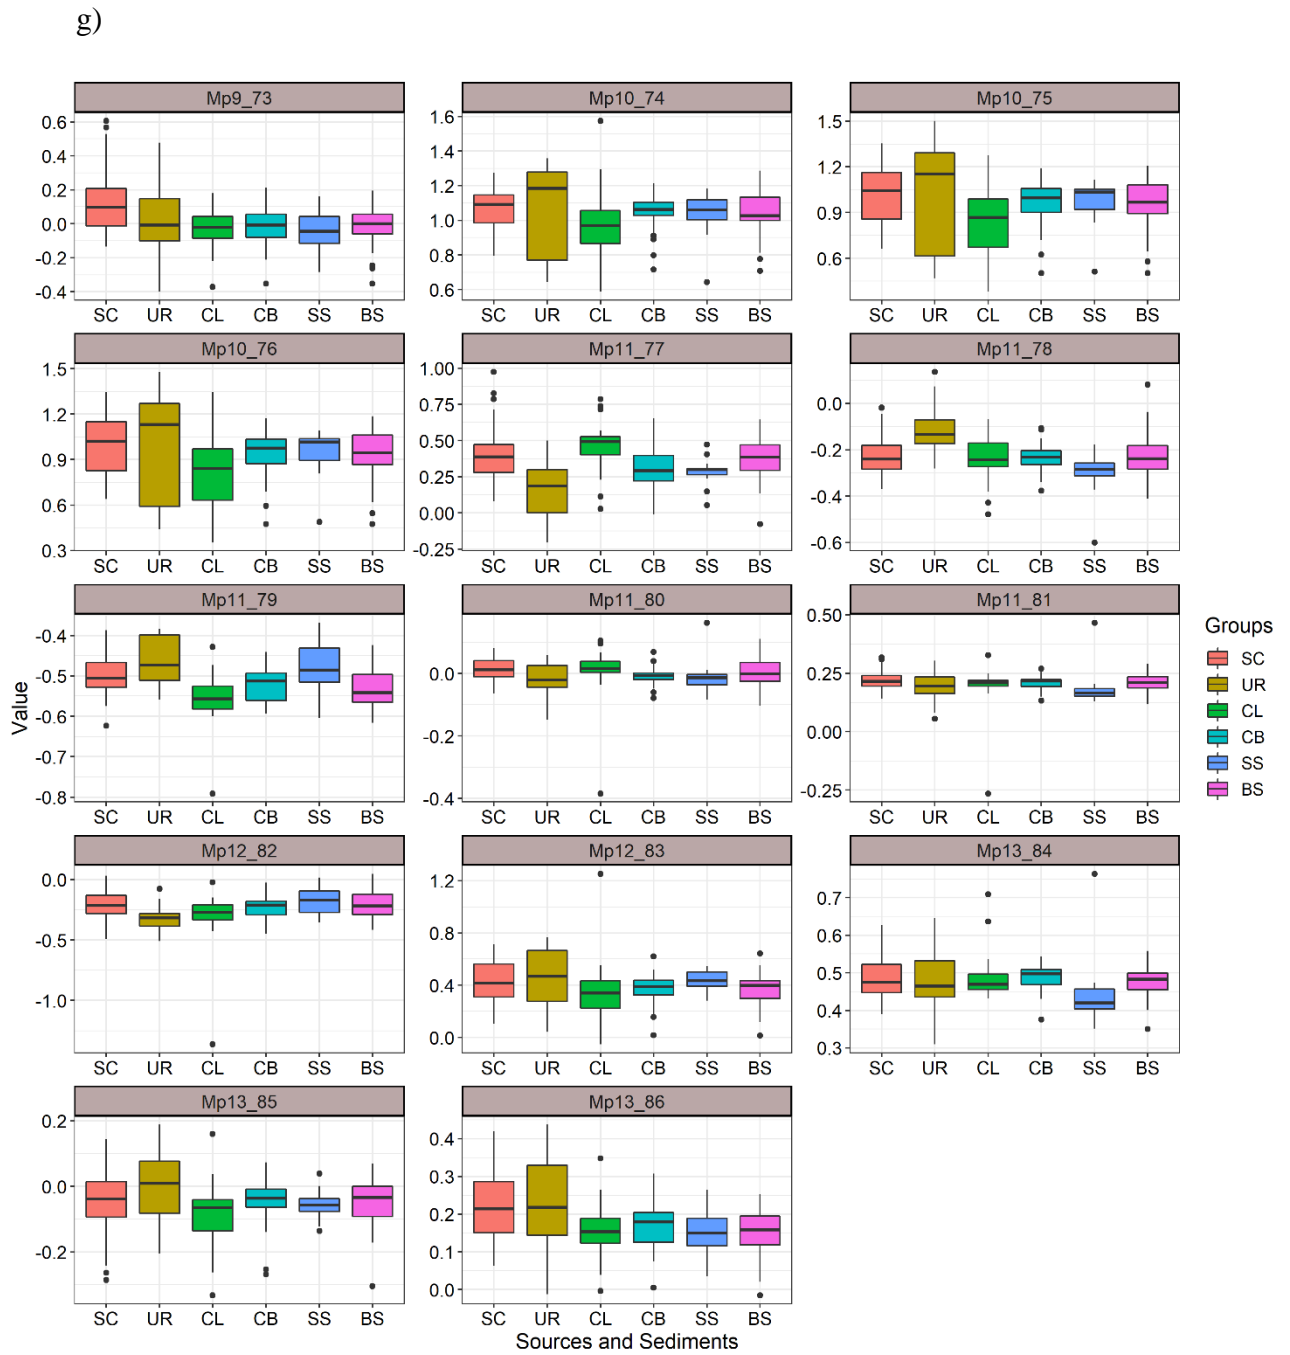 g)
Mp9_73
Mp10_74
Mp10_75
0.6
0.4
0.2
0.0
-0.2
-0.4
1.6
1.4
1.2
1.0
0.8
0.6
1.5
1.2
0.9
0.6
SC UR CL CB SS BS
SC UR CL CB SS BS
SC UR CL CB SS BS
Mp10_76
Mp11_77
Mp11_78
1.5
1.2
0.9
0.6
0.3
1.00
0.75
0.50
0.25
0.00
-0.25
0.0
-0.2
-0.4
-0.6
SC UR CL CB SS BS
SC UR CL CB SS BS
SC UR CL CB SS BS
Mp11_79
Mp11_80
Mp11_81
-0.4
-0.5
-0.6
-0.7
-0.8
0.0
-0.2
-0.4
0.50
0.25
0.00
-0.25
SC UR CL CB SS BS
SC UR CL CB SS BS
SC UR CL CB SS BS
Value
Groups
SC
UR
CL
CB
SS
BS
Mp12_82
Mp12_83
Mp13_84
0.0
-0.5
-1.0
1.2
0.8
0.4
0.0
0.7
0.6
0.5
0.4
0.3
SC UR CL CB SS BS
SC UR CL CB SS BS
SC UR CL CB SS BS
Mp13_85
Mp13_86
0.2
0.0
-0.2
0.4
0.3
0.2
0.1
0.0
SC UR CL CB SS BS
SC UR CL CB SS BS
Sources and Sediments